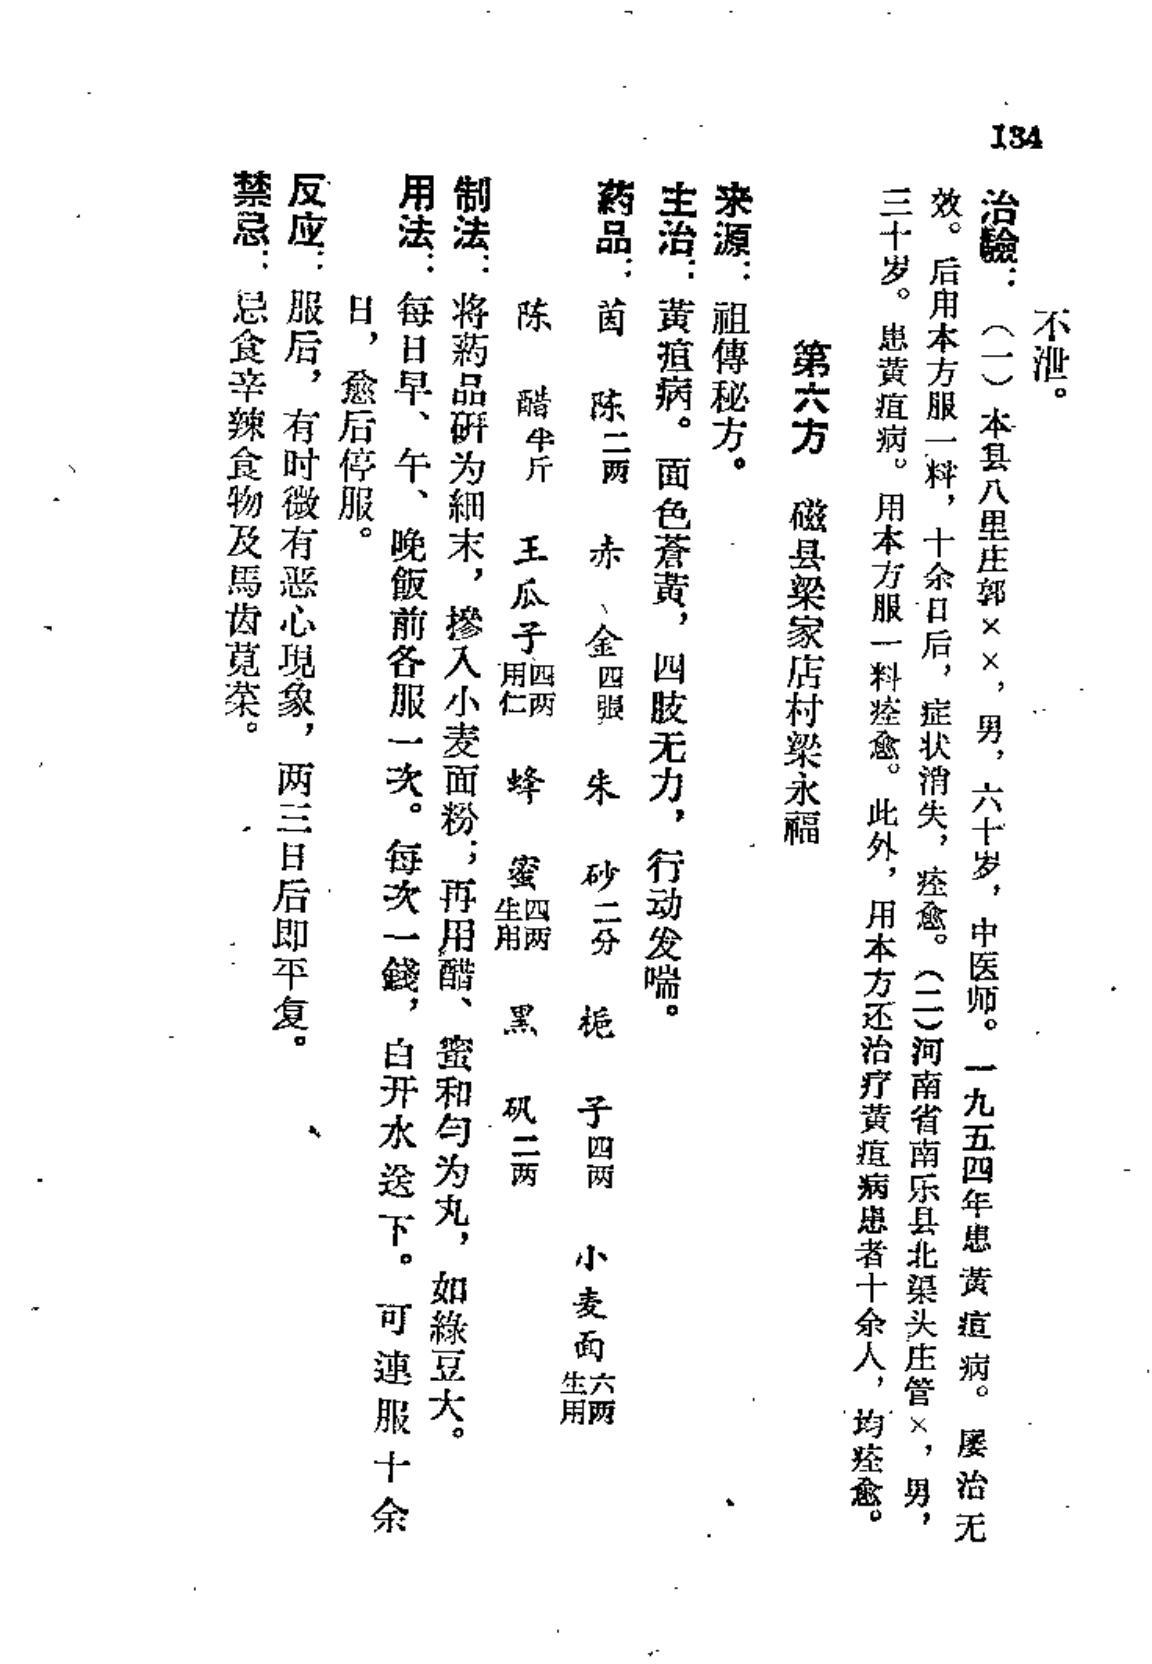 134
不泄。
治驗：（一）本县八里庄郭××，男，六十岁，中医师。一九五四年患黃疸病。屡治无
效。后用本方服一料，十余日后，症状消失，痊愈。（二）河南省南乐县北渠头庄管×，男，
三十岁。患黃疸病。用本方服一料痊愈。此外，用本方还治疗黃疸病患者十余人，均痊愈。
第六方　磁县梁家店村梁永福
来源：祖傳秘方。
主治：黃疸病。面色蒼黃，四肢无力，行动发喘。
药品：茵陈二两　赤金四張　朱砂二分　梔子四两　小麦面六两生用
陈醋半斤　王瓜子四两用仁　蜂蜜四两生用　黑矾二两
制法：将葯品硏为細末，摻入小麦面粉；再用醋、蜜和匀为丸，如綠豆大。
用法：每日早、午、晚飯前各服一次。每次一錢，白开水送下。可連服十余
日，愈后停服。
反应：服后，有时微有恶心現象，两三日后即平复。
禁忌：忌食辛辣食物及馬齿莧菜。